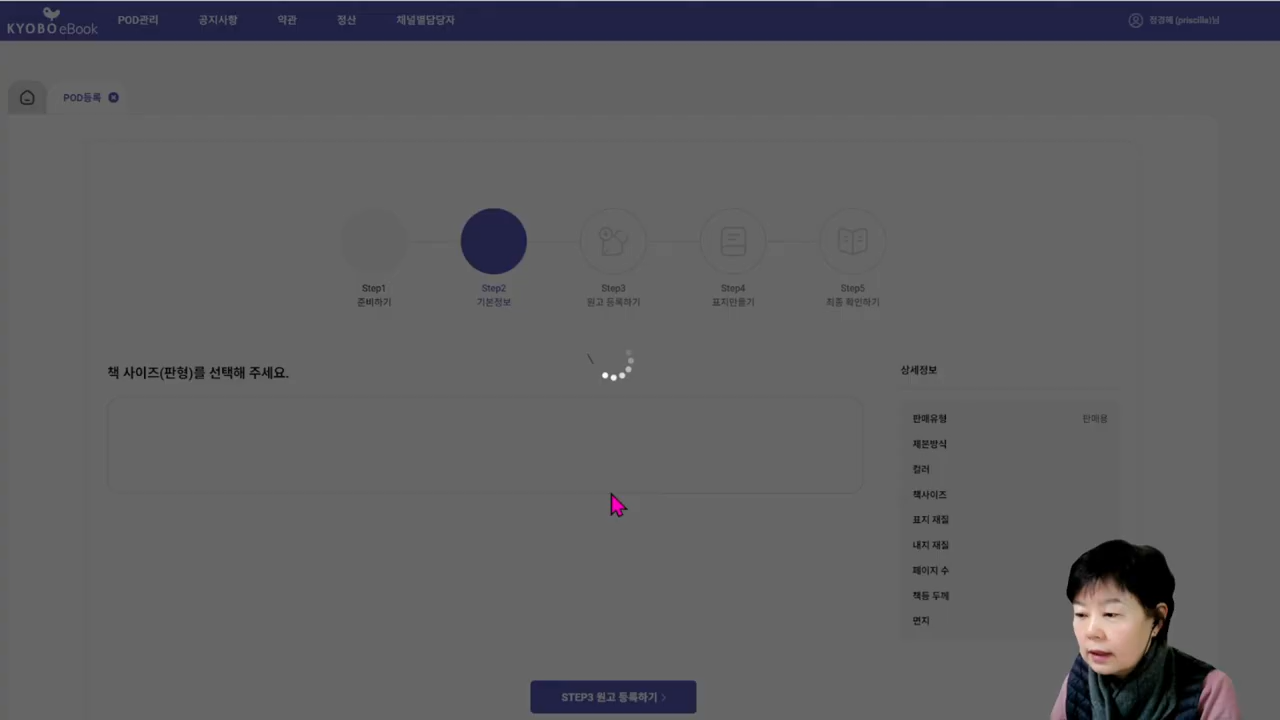 KYOBO eBook
POD관리
공지사항
약관
정산
채널별담당자
정경혜 (priscilla)님
POD등록
Step1
준비하기
Step2
기본정보
Step3
원고 등록하기
Step4
표지만들기
Step5
최종 확인하기
책 사이즈(판형)를 선택해 주세요.
상세정보
판매유형 판매용
제본방식
컬러
책사이즈
표지 재질
내지 재질
페이지 수
책등 두께
면지
STEP3 원고 등록하기 >